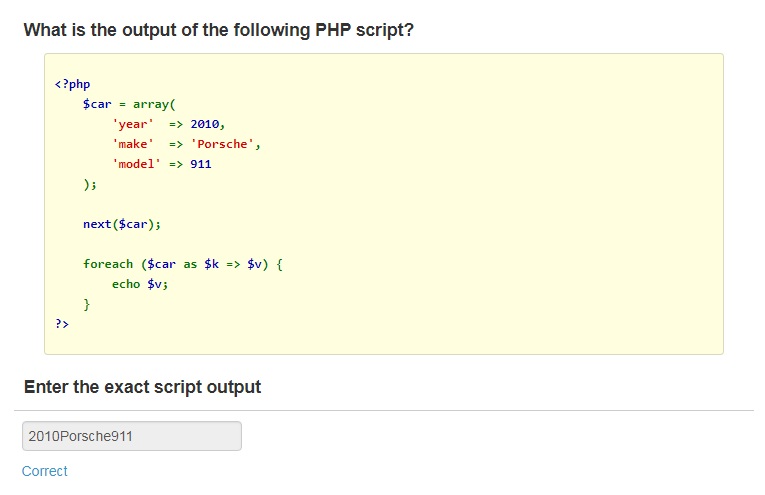 What is the output of the following PHP script?
<?php
$car = array(
'year' => 2010,
'make' => 'Porsche',
'model' => 911
);
next($car);
foreach ($car as $k => $v) {
echo $v;
}
?>
Enter the exact script output
2010Porsche911
Correct